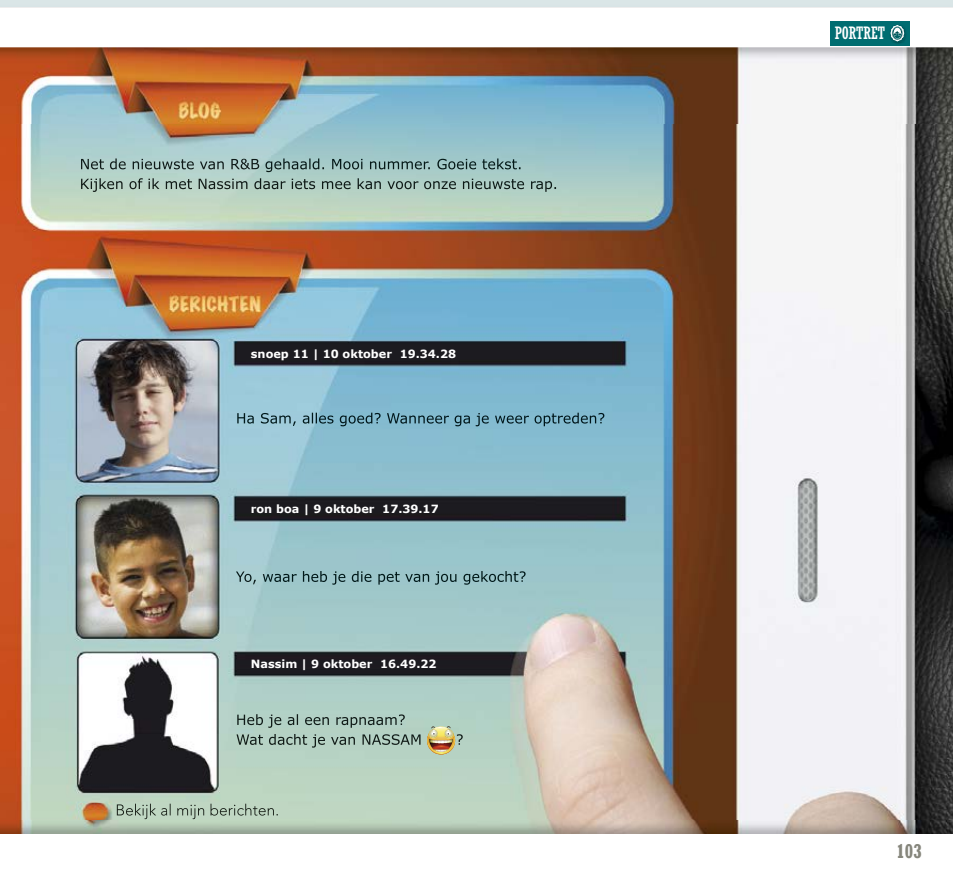 PORTRET
BLOG
Net de nieuwste van R&B gehaald. Mooi nummer. Goeie tekst.
Kijken of ik met Nassim daar iets mee kan voor onze nieuwste rap.
BERICHTEN
snoep 11 | 10 oktober 19.34.28
Ha Sam, alles goed? Wanneer ga je weer optreden?
ron boa | 9 oktober 17.39.17
Yo, waar heb je die pet van jou gekocht?
Nassim | 9 oktober 16.49.22
Heb je al een rapnaam?
Wat dacht je van NASSAM ?
Bekijk al mijn berichten.
103